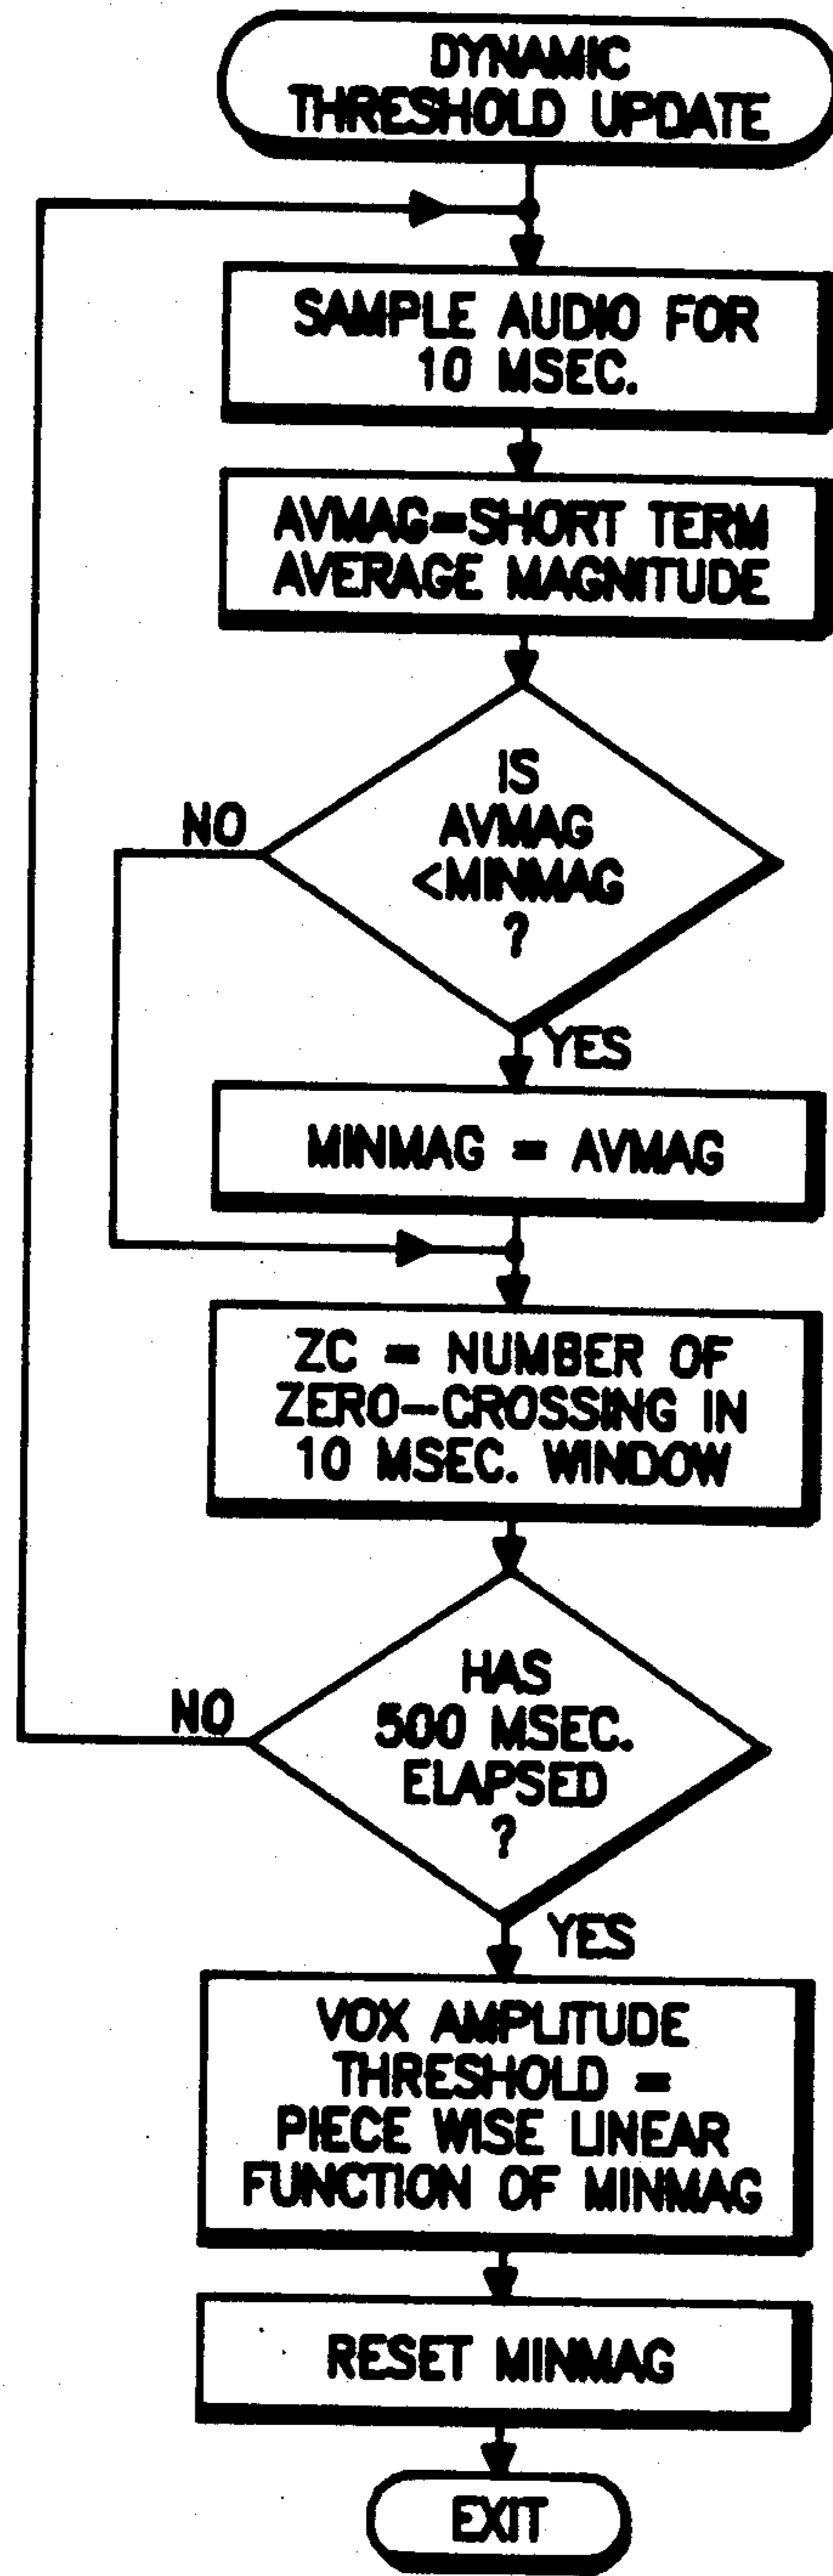 DYNAMIC
THRESHOLD UPDATE
SAMPLE AUDIO FOR
10 MSEC.
AVMAG=SHORT TERM
AVERAGE MAGNITUDE
IS
AVMAG
<MINMAG
?
NO
YES
MINMAG = AVMAG
ZC = NUMBER OF
ZERO-CROSSING IN
10 MSEC. WINDOW
HAS
500 MSEC.
ELAPSED
?
NO
YES
VOX AMPLITUDE
THRESHOLD =
PIECE WISE LINEAR
FUNCTION OF MINMAG
RESET MINMAG
EXIT